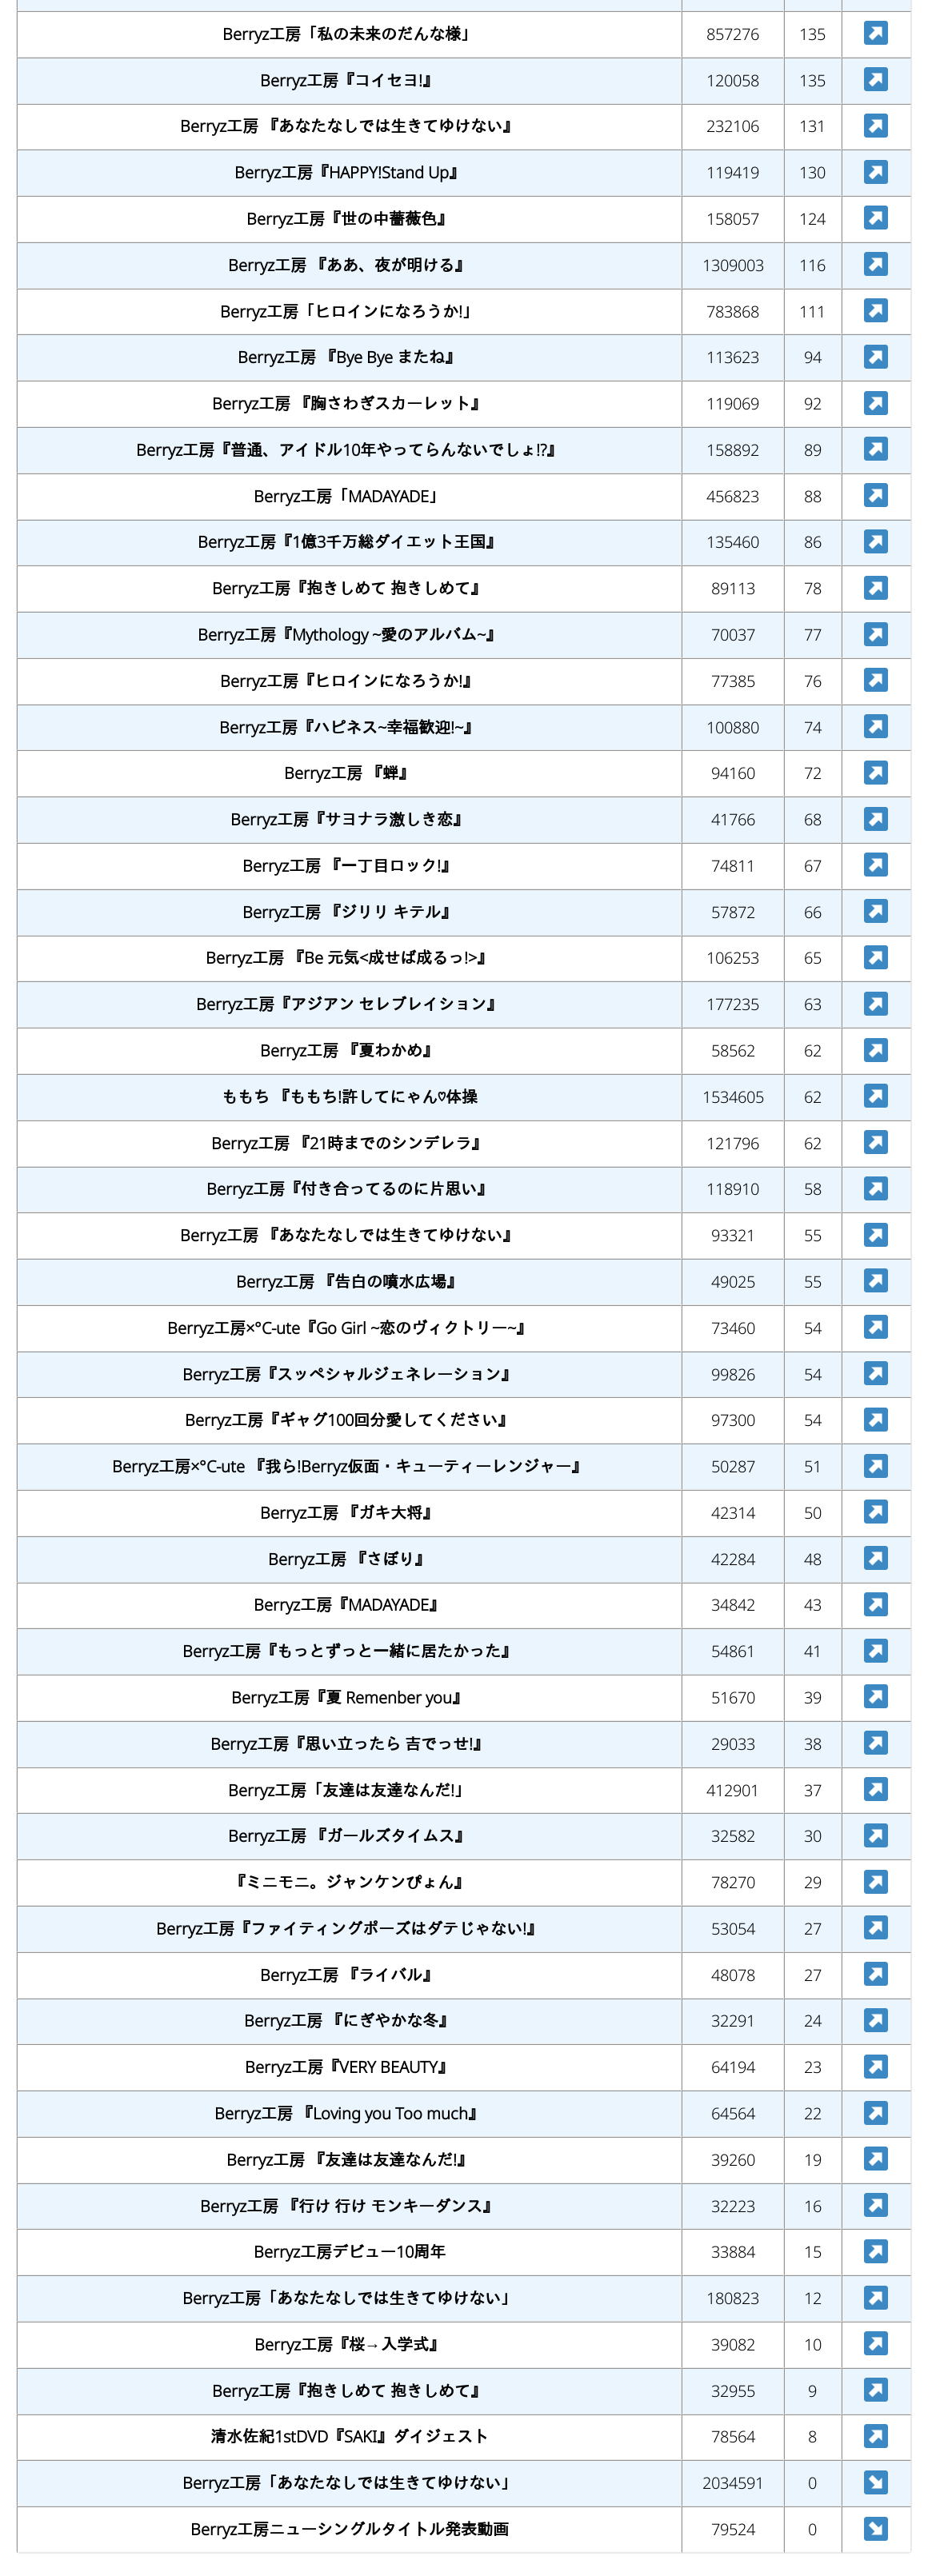 Berryz工房「私の未来のだんな様」 857276 135
Berryz工房『コイセヨ!』 120058 135
Berryz工房 『あなたなしでは生きてゆけない』 232106 131
Berryz工房『HAPPY!Stand Up』 119419 130
Berryz工房『世の中薔薇色』 158057 124
Berryz工房 『ああ、夜が明ける』 1309003 116
Berryz工房「ヒロインになろうか!」 783868 111
Berryz工房 『Bye Bye またね』 113623 94
Berryz工房 『胸さわぎスカーレット』 119069 92
Berryz工房『普通、アイドル10年やってらんないでしょ!?』 158892 89
Berryz工房「MADAYADE」 456823 88
Berryz工房『1億3千万総ダイエット王国』 135460 86
Berryz工房『抱きしめて 抱きしめて』 89113 78
Berryz工房『Mythology ~愛のアルバム~』 70037 77
Berryz工房『ヒロインになろうか!』 77385 76
Berryz工房『ハピネス~幸福歓迎!~』 100880 74
Berryz工房 『蝉』 94160 72
Berryz工房『サヨナラ激しき恋』 41766 68
Berryz工房 『一丁目ロック!』 74811 67
Berryz工房 『ジリリ キテル』 57872 66
Berryz工房 『Be 元気<成せば成るっ!>』 106253 65
Berryz工房『アジアン セレブレイション』 177235 63
Berryz工房 『夏わかめ』 58562 62
ももち 『ももち!許してにゃん♡体操 1534605 62
Berryz工房 『21時までのシンデレラ』 121796 62
Berryz工房『付き合ってるのに片思い』 118910 58
Berryz工房 『あなたなしでは生きてゆけない』 93321 55
Berryz工房 『告白の噴水広場』 49025 55
Berryz工房×°C-ute『Go Girl ~恋のヴィクトリー~』 73460 54
Berryz工房『スッペシャルジェネレーション』 99826 54
Berryz工房『ギャグ100回分愛してください』 97300 54
Berryz工房×°C-ute 『我ら!Berryz仮面・キューティーレンジャー』 50287 51
Berryz工房 『ガキ大将』 42314 50
Berryz工房 『さぼり』 42284 48
Berryz工房『MADAYADE』 34842 43
Berryz工房『もっとずっと一緒に居たかった』 54861 41
Berryz工房『夏 Remenber you』 51670 39
Berryz工房『思い立ったら 吉でっせ!』 29033 38
Berryz工房「友達は友達なんだ!」 412901 37
Berryz工房 『ガールズタイムス』 32582 30
『ミニモニ。ジャンケンぴょん』 78270 29
Berryz工房『ファイティングポーズはダテじゃない!』 53054 27
Berryz工房 『ライバル』 48078 27
Berryz工房 『にぎやかな冬』 32291 24
Berryz工房『VERY BEAUTY』 64194 23
Berryz工房 『Loving you Too much』 64564 22
Berryz工房 『友達は友達なんだ!』 39260 19
Berryz工房 『行け 行け モンキーダンス』 32223 16
Berryz工房デビュー10周年 33884 15
Berryz工房「あなたなしでは生きてゆけない」 180823 12
Berryz工房『桜→入学式』 39082 10
Berryz工房『抱きしめて 抱きしめて』 32955 9
清水佐紀1stDVD『SAKI』ダイジェスト 78564 8
Berryz工房「あなたなしでは生きてゆけない」 2034591 0
Berryz工房ニューシングルタイトル発表動画 79524 0